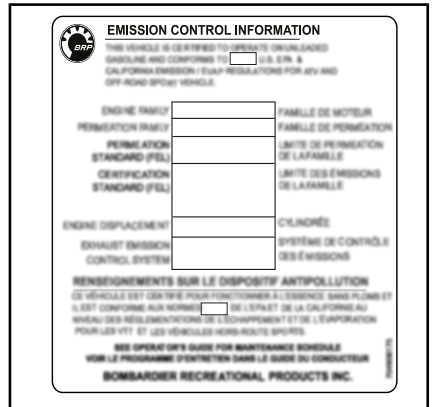 EMISSION CONTROL INFORMATION
BRP
THIS VEHICLE IS CERTIFIED TO OPERATE ON UNLEADED
GASOLINE AND CONFORMS TO U.S. EPA &
CALIFORNIA EMISSION / EVAP REGULATIONS FOR ATV AND
OFF-ROAD SPORT VEHICLE.
ENGINE FAMILY FAMILLE DE MOTEUR
PERMEATION FAMILY FAMILLE DE PERMÉATION
PERMEATION LIMITE DE PERMÉATION
STANDARD (FEL) DE LA FAMILLE
CERTIFICATION LIMITE DES ÉMISSIONS
STANDARD (FEL) DE LA FAMILLE
ENGINE DISPLACEMENT CYLINDRÉE
EXHAUST EMISSION SYSTÈME DE CONTRÔLE
CONTROL SYSTEM DES ÉMISSIONS
RENSEIGNEMENTS SUR LE DISPOSITIF ANTIPOLLUTION
CE VÉHICULE EST CERTIFIÉ POUR FONCTIONNER À L'ESSENCE SANS PLOMB ET
IL EST CONFORME AUX NORMES DE L'EPA ET DE LA CALIFORNIE AU
NIVEAU DES RÉGLEMENTATIONS DE L'ÉCHAPPEMENT ET DE L'ÉVAPORATION
POUR LES VTT ET LES VÉHICULES HORS-ROUTE SPORTS.
SEE OPERATOR'S GUIDE FOR MAINTENANCE SCHEDULE
VOIR LE PROGRAMME D'ENTRETIEN DANS LE GUIDE DU CONDUCTEUR
BOMBARDIER RECREATIONAL PRODUCTS INC.